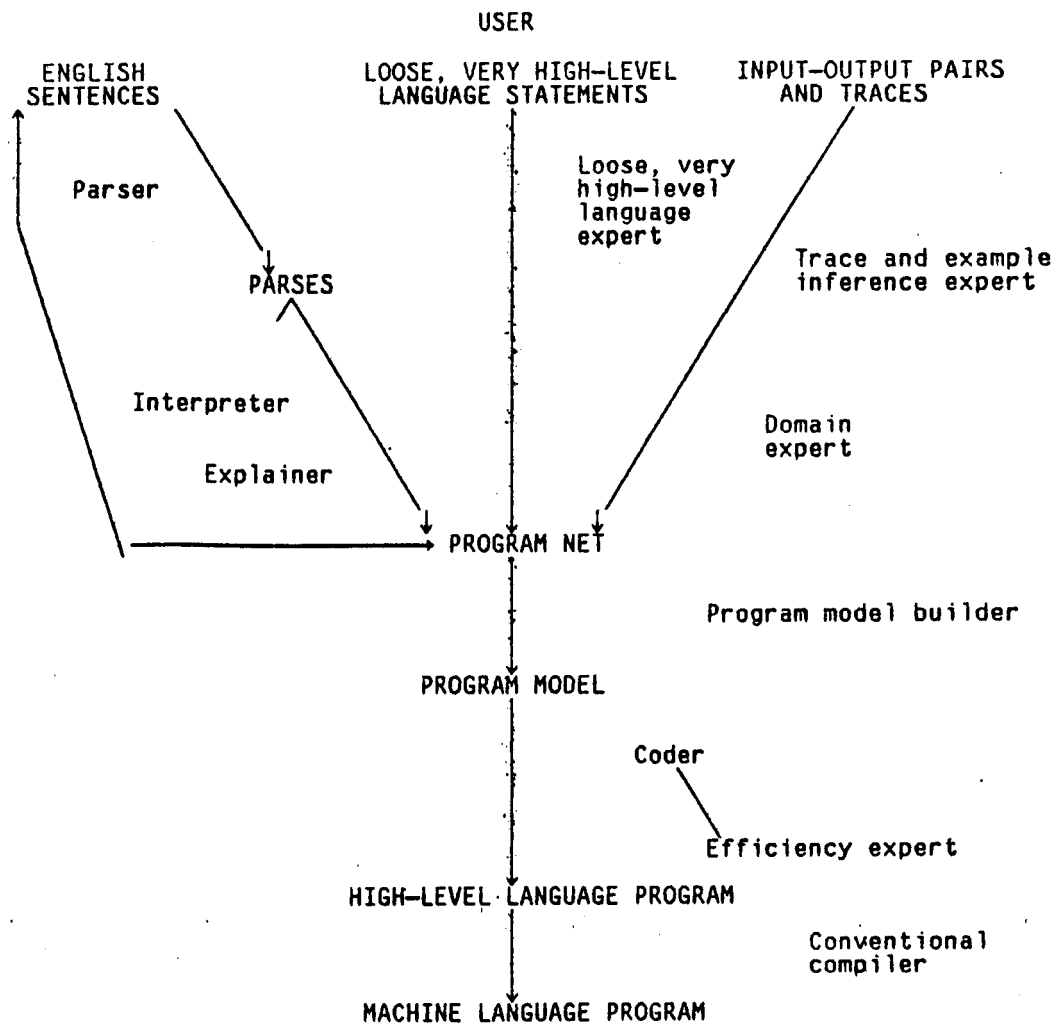 USER
ENGLISH
SENTENCES
LOOSE, VERY HIGH-LEVEL
LANGUAGE STATEMENTS
INPUT-OUTPUT PAIRS
AND TRACES
Parser
Loose, very
high-level
language
expert
Trace and example
inference expert
PARSES
Interpreter
Domain
expert
Explainer
PROGRAM NET
Program model builder
PROGRAM MODEL
Coder
Efficiency expert
HIGH-LEVEL LANGUAGE PROGRAM
Conventional
compiler
MACHINE LANGUAGE PROGRAM